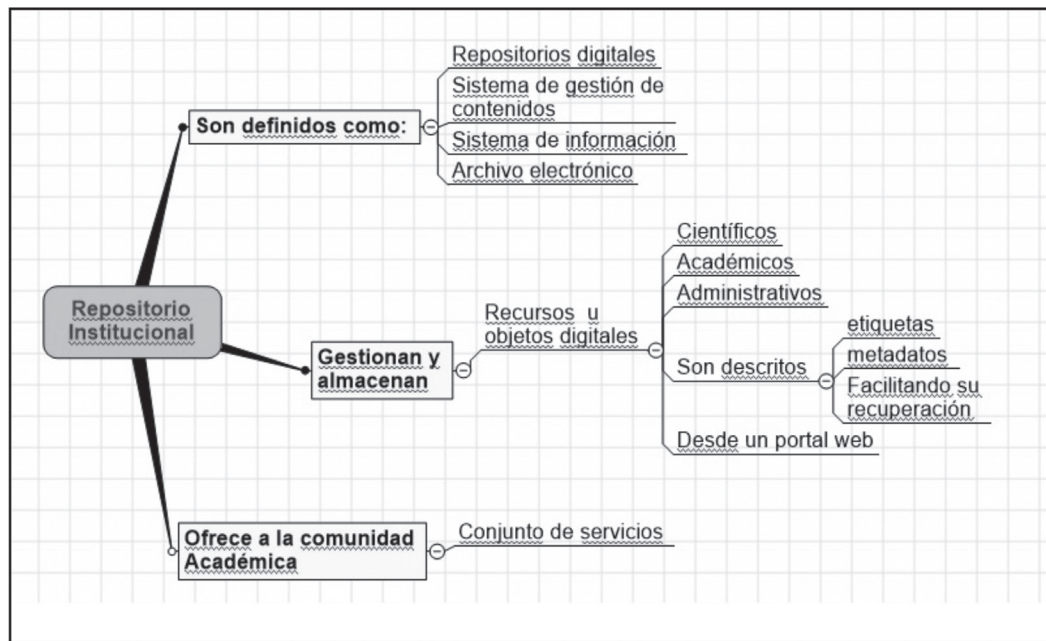 Repositorio
Institucional
Son definidos como:
Repositorios digitales
Sistema de gestión de
contenidos
Sistema de información
Archivo electrónico
Gestionan y
almacenan
Recursos u
objetos digitales
Científicos
Académicos
Administrativos
Son descritos
etiquetas
metadatos
Facilitando su
recuperación
Desde un portal web
Ofrece a la comunidad
Académica
Conjunto de servicios